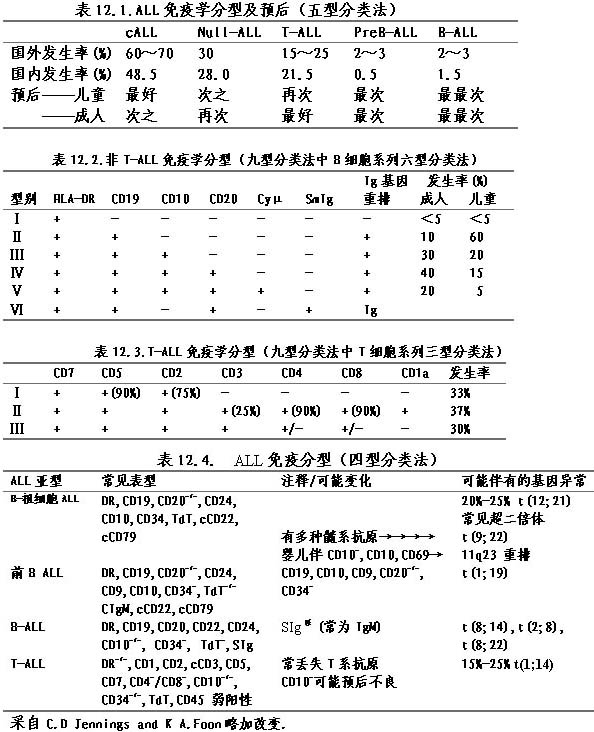 表 12.1.ALL 免疫学分型及预后（五型分类法）
cALL Null-ALL T-ALL PreB-ALL B-ALL
国外发生率(%) 60～70 30 15～25 2～3 2～3
国内发生率(%) 48.5 28.0 21.5 0.5 1.5
预后——儿童 最好 次之 再次 最次 最最次
——成人 次之 再次 最好 最次 最最次
表 12.2.非 T-ALL 免疫学分型（九型分类法中 B 细胞系列六型分类法）
Ig 基因 发生率(%)
型别 HLA-DR CD19 CD10 CD20 Cyμ SmIg 重排 成人 儿童
Ⅰ + － － － － － － ＜5 ＜5
Ⅱ + + － － － － + 10 60
Ⅲ + + + － － － + 30 20
Ⅳ + + + + － － + 40 15
Ⅴ + + + + + － + 20 5
Ⅵ + + － + － + Ig
表 12.3.T-ALL 免疫学分型（九型分类法中 T 细胞系列三型分类法）
CD7 CD5 CD2 CD3 CD4 CD8 CD1a 发生率
Ⅰ + +(90%) +(75%) － － － － 33%
Ⅱ + + + +(25%) +(90%) +(90%) + 37%
Ⅲ + + + + +/- +/- － 30%
表 12.4. ALL 免疫分型（四型分类法）
ALL 亚型 常见表型 注释/可能变化 可能伴有的基因异常
B-祖细胞 ALL DR,CD19,CD20-/+,CD24, 20%-25% t(12;21)
CD10,CD34,TdT,cCD22, 常见超二倍体
cCD79 有多种髓系抗原→→→→ t(9;22)
婴儿伴 CD10-,CD10,CD69→ 11q23 重排
前 B ALL DR,CD19,CD20-/+,CD24, CD19,CD10,CD9,CD20-/+, t(1;19)
CD9,CD10,CD34-,TdT-/+ CD34-
CIgM,cCD22,cCD79
B-ALL DR,CD19,CD20,CD22,CD24, SIg (常为 IgM) t(8;14),t(2;8),
CD10-/+, CD34-, TdT-,SIg t(8;22)
T-ALL DR-/+,CD1,CD2,cCD3,CD5, 常丢失 T 系抗原 15%-25% t(1;14)
CD7,CD4-/CD8-,CD10-/+, CD10-可能预后不良
CD34-/+,TdT,CD45 弱阳性
采自 C.D Jennings and K A.Foon 略加改变.